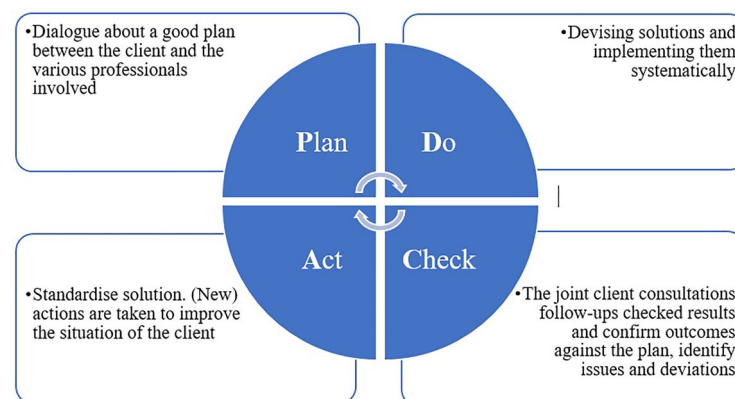 •Dialogue about a good plan
between the client and the
various professionals
involved
•Devising solutions and
implementing them
systematically
Plan
Do
Act
Check
•Standardise solution. (New)
actions are taken to improve
the situation of the client
•The joint client consultations
follow-ups checked results
and confirm outcomes
against the plan, identify
issues and deviations